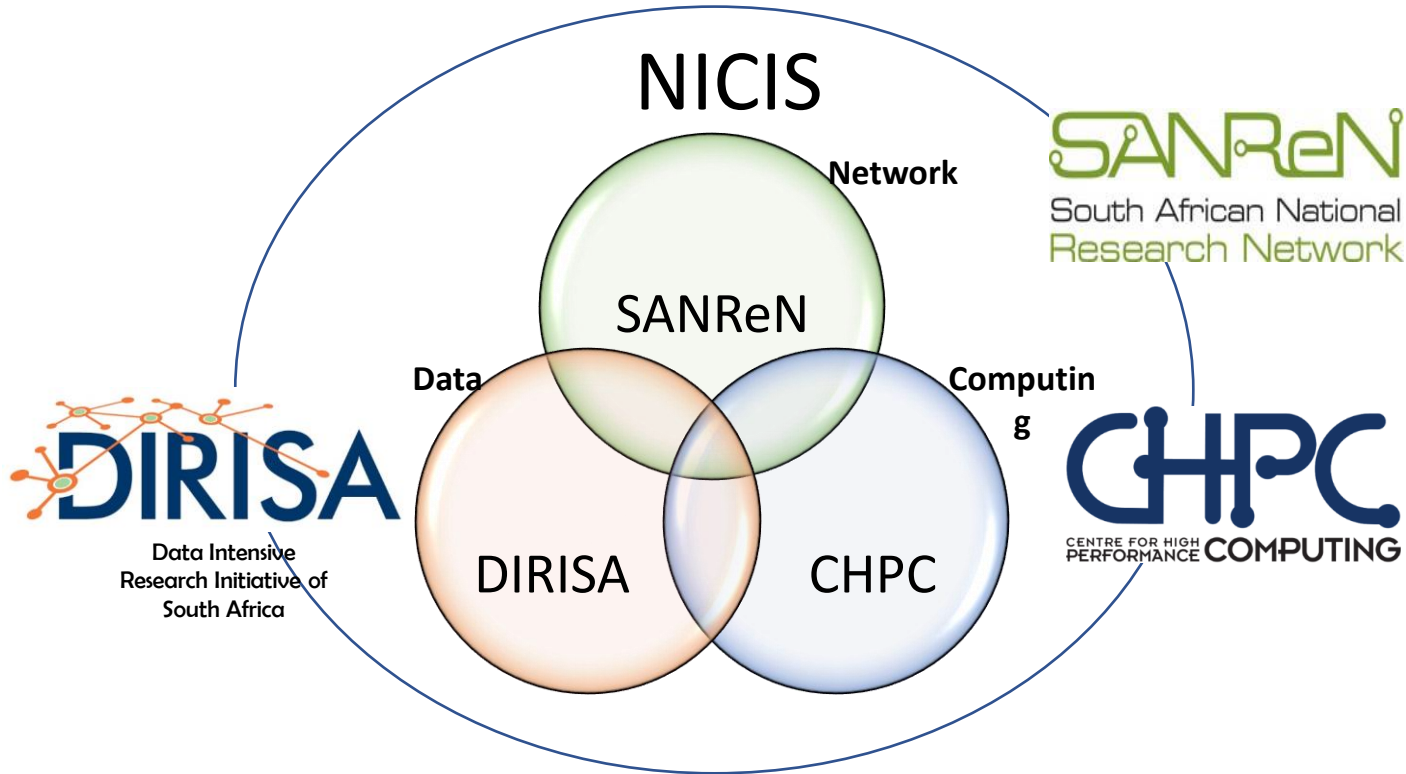 NICIS
Network
SANReN
South African National
Research Network
SANReN
Data
Computin
g
DIRISA
Data Intensive
Research Initiative of
South Africa
CHPC
CENTRE FOR HIGH
PERFORMANCE COMPUTING
DIRISA
CHPC